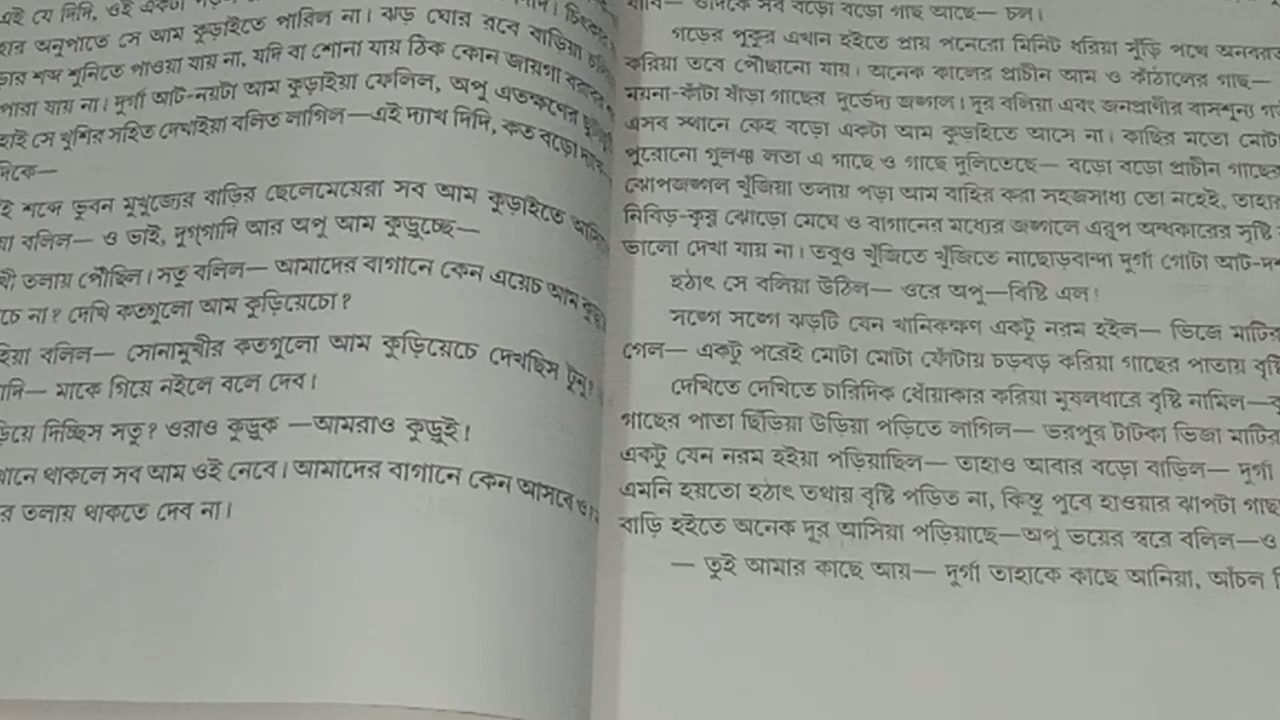 এই যে দিদি, ওই একটা
অনুপাতে সে আম কুড়াইতে পারিল না। ঝড় ঘোর রবে বাড়িয়া
শব্দ শুনিতে পাওয়া যায় না, যদি বা শোনা যায় ঠিক কোন জায়গা বরাবর
পারা যায় না। দুর্গা আট-নয়টা আম কুড়াইয়া ফেলিল, অপু এতক্ষণের
সে খুশির সহিত দেখাইয়া বলিতে লাগিল—এই দ্যাখ দিদি, কত বড়ো
দিকে—
শব্দে ভুবন মুখুজ্যের বাড়ির ছেলেমেয়েরা সব আম কুড়াইতে
বলিল— ও ভাই, দুগ্‌গাদি আর অপু আম কুড়ুচ্ছে—
তলায় পৌঁছিল। সতু বলিল— আমাদের বাগানে কেন এয়েচ আম
না? দেখি কতগুলো আম কুড়িয়েচো?
বলিল— সোনামুখীর কতগুলো আম কুড়িয়েচে দেখছিস টুনু?
মাকে গিয়ে নইলে বলে দেব।
দিচ্ছিস সতু? ওরাও কুড়ুক —আমরাও কুড়ুই!
থাকলে সব আম ওই নেবে। আমাদের বাগানে কেন আসবে ও?
তলায় থাকতে দেব না।
ওদিকে সব বড়ো বড়ো গাছ আছে— চল।
গড়ের পুকুর এখান হইতে প্রায় পনেরো মিনিট ধরিয়া সুঁড়ি পথে
করিয়া তবে পৌঁছানো যায়। অনেক কালের প্রাচীন আম ও কাঁঠালের গাছ—
ময়না-কাঁটা ষাঁড়া গাছের দুর্ভেদ্য জঙ্গল। দূর বলিয়া এবং জনপ্রাণীর বাসশূন্য
এসব স্থানে কেহ বড়ো একটা আম কুড়াইতে আসে না। কাছির মতো মোটা
পুরোনো গুলঞ্চ লতা এ গাছে ও গাছে দুলিতেছে— বড়ো বড়ো প্রাচীন গাছের
ঝোপজঙ্গল খুঁজিয়া তলায় পড়া আম বাহির করা সহজসাধ্য তো নহেই, তাহার
নিবিড়-কৃষ্ণ ঝোড়ো মেঘে ও বাগানের মধ্যের জঙ্গলে এরূপ অন্ধকারের সৃষ্টি
ভালো দেখা যায় না। তবুও খুঁজিতে খুঁজিতে নাছোড়বান্দা দুর্গা গোটা
হঠাৎ সে বলিয়া উঠিল— ওরে অপু—বিষ্টি এল!
সঙ্গে সঙ্গে ঝড়টি যেন খানিকক্ষণ একটু নরম হইল— ভিজে মাটির
গেল— একটু পরেই মোটা মোটা ফোঁটায় চড়বড় করিয়া গাছের পাতায়
দেখিতে দেখিতে চারিদিক ধোঁয়াকার করিয়া মুষলধারে বৃষ্টি নামিল—
গাছের পাতা ছিঁড়িয়া উড়িয়া পড়িতে লাগিল— ভরপুর টাটকা ভিজা মাটির
একটু যেন নরম হইয়া পড়িয়াছিল— তাহাও আবার বড়ো বাড়িল— দুর্গা
এমনি হয়তো হঠাৎ তথায় বৃষ্টি পড়িত না, কিন্তু পুবে হাওয়ার ঝাপটা
বাড়ি হইতে অনেক দূর আসিয়া পড়িয়াছে—অপু ভয়ের স্বরে বলিল—ও
— তুই আমার কাছে আয়— দুর্গা তাহাকে কাছে আনিয়া, আঁচল